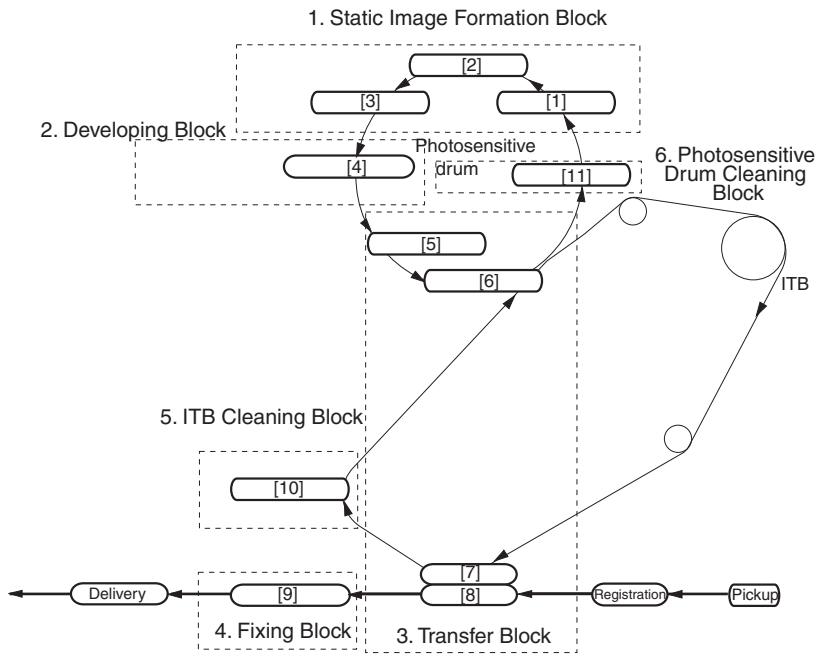 1. Static Image Formation Block
[2]
[3]
[1]
2. Developing Block
Photosensitive
drum
[4]
[11]
6. Photosensitive
Drum Cleaning
Block
[5]
[6]
ITB
5. ITB Cleaning Block
[10]
[7]
Delivery
[9]
[8]
Registration
Pickup
4. Fixing Block
3. Transfer Block